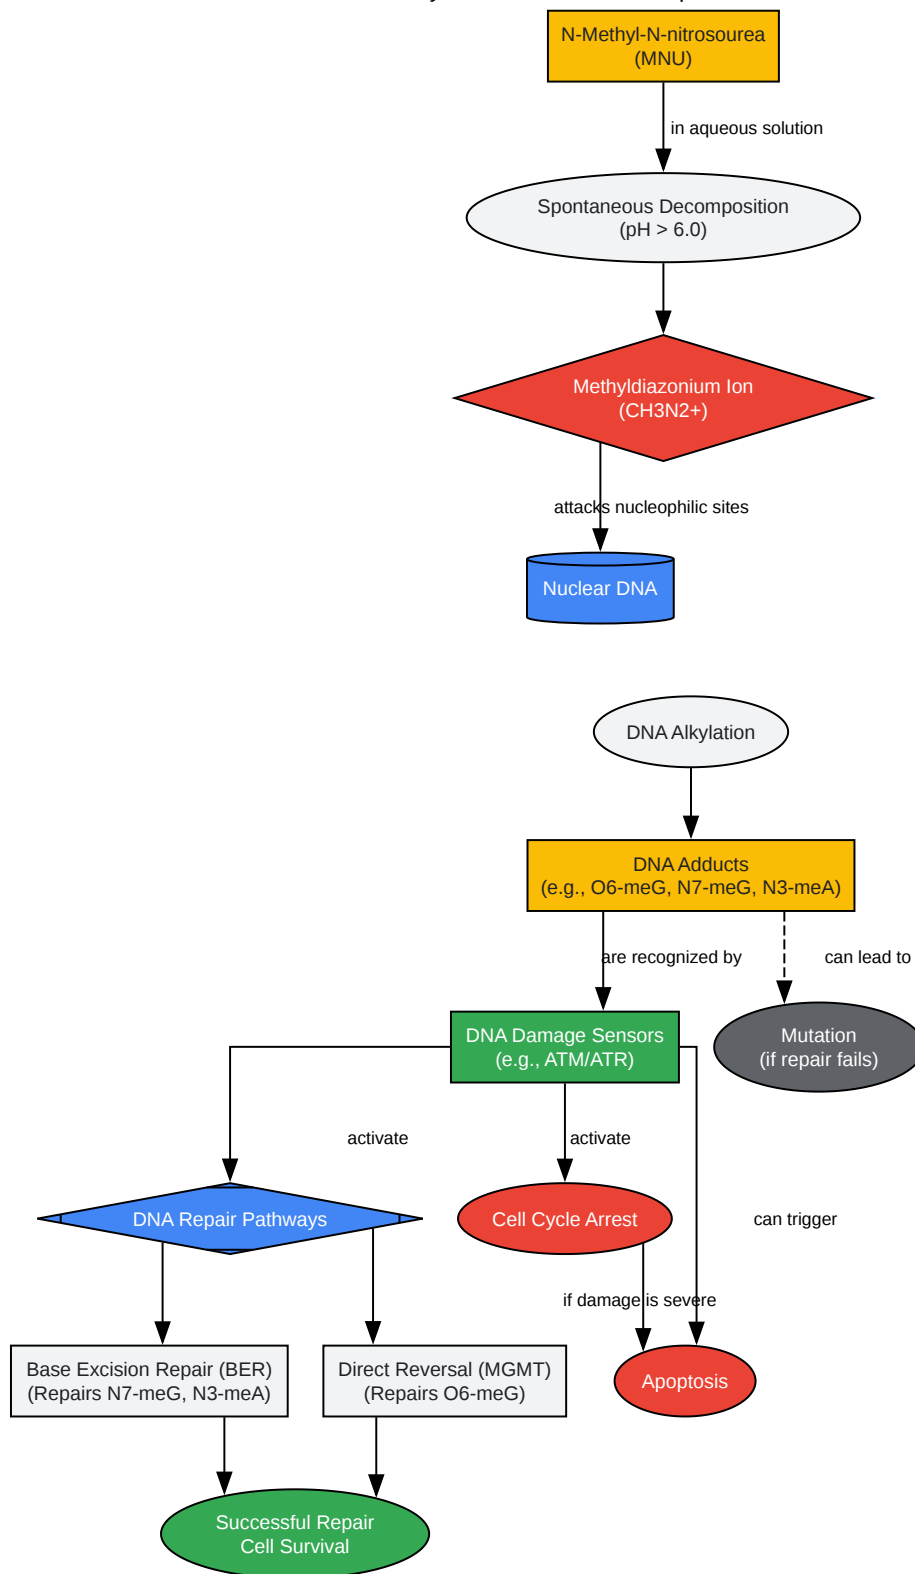 N-Methyl-N-nitrosourea
(MNU)
in aqueous solution
Spontaneous Decomposition
(pH > 6.0)
Methyldiazonium Ion
(CH3N2+)
attacks nucleophilic sites
Nuclear DNA
DNA Alkylation
DNA Adducts
(e.g., O6-meG, N7-meG, N3-meA)
are recognized by
can lead to
DNA Damage Sensors
(e.g., ATM/ATR)
Mutation
(if repair fails)
activate
activate
DNA Repair Pathways
Cell Cycle Arrest
can trigger
if damage is severe
Base Excision Repair (BER)
(Repairs N7-meG, N3-meA)
Direct Reversal (MGMT)
(Repairs O6-meG)
Apoptosis
Successful Repair
Cell Survival